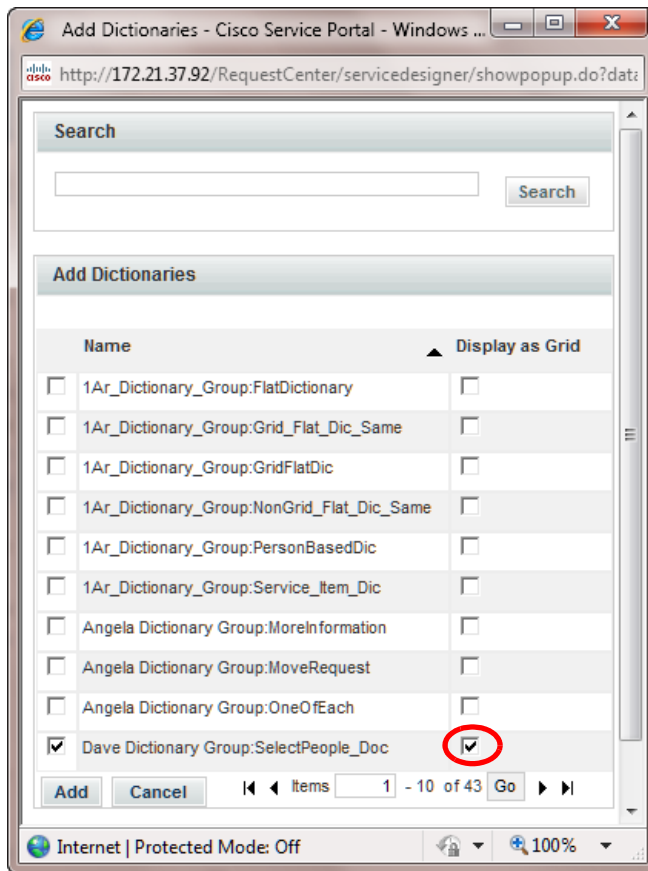 Add Dictionaries - Cisco Service Portal - Windows ...
cisco http://172.21.37.92/RequestCenter/servicedesigner/showpopup.do?data
Search
Search
Add Dictionaries
Name Display as Grid
1Ar_Dictionary_Group:FlatDictionary
1Ar_Dictionary_Group:Grid_Flat_Dic_Same
1Ar_Dictionary_Group:GridFlatDic
1Ar_Dictionary_Group:NonGrid_Flat_Dic_Same
1Ar_Dictionary_Group:PersonBasedDic
1Ar_Dictionary_Group:Service_Item_Dic
Angela Dictionary Group:MoreInformation
Angela Dictionary Group:MoveRequest
Angela Dictionary Group:OneOfEach
Dave Dictionary Group:SelectPeople_Doc
Add Cancel Items 1 - 10 of 43 Go
Internet | Protected Mode: Off 100%